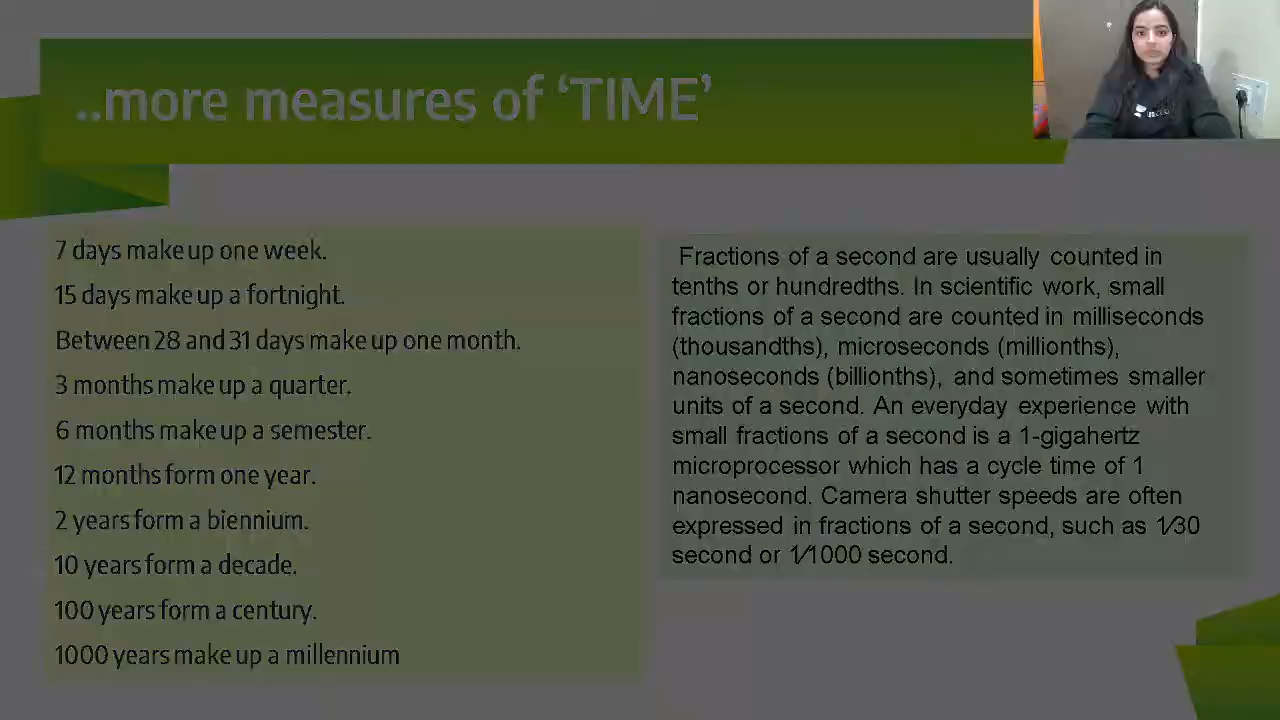 ..more measures of ‘TIME’
7 days make up one week.
15 days make up a fortnight.
Between 28 and 31 days make up one month.
3 months make up a quarter.
6 months make up a semester.
12 months form one year.
2 years form a biennium.
10 years form a decade.
100 years form a century.
1000 years make up a millennium
Fractions of a second are usually counted in
tenths or hundredths. In scientific work, small
fractions of a second are counted in milliseconds
(thousandths), microseconds (millionths),
nanoseconds (billionths), and sometimes smaller
units of a second. An everyday experience with
small fractions of a second is a 1-gigahertz
microprocessor which has a cycle time of 1
nanosecond. Camera shutter speeds are often
expressed in fractions of a second, such as 1⁄30
second or 1⁄1000 second.